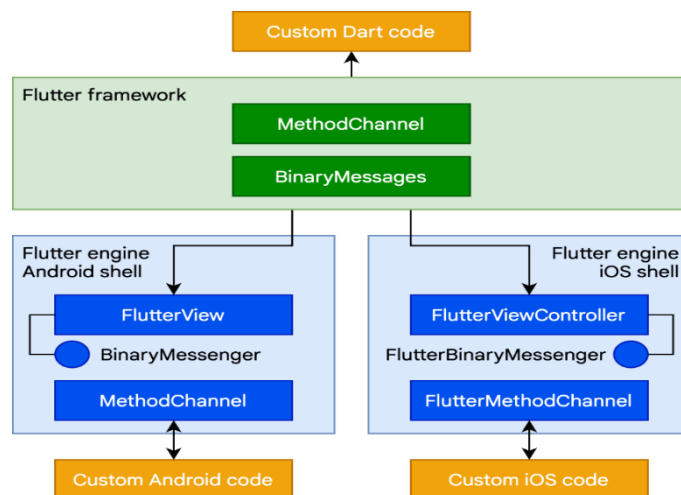 Custom Dart code
Flutter framework
MethodChannel
BinaryMessages
Flutter engine
Android shell
FlutterView
BinaryMessenger
MethodChannel
Custom Android code
Flutter engine
iOS shell
FlutterViewController
FlutterBinaryMessenger
FlutterMethodChannel
Custom iOS code